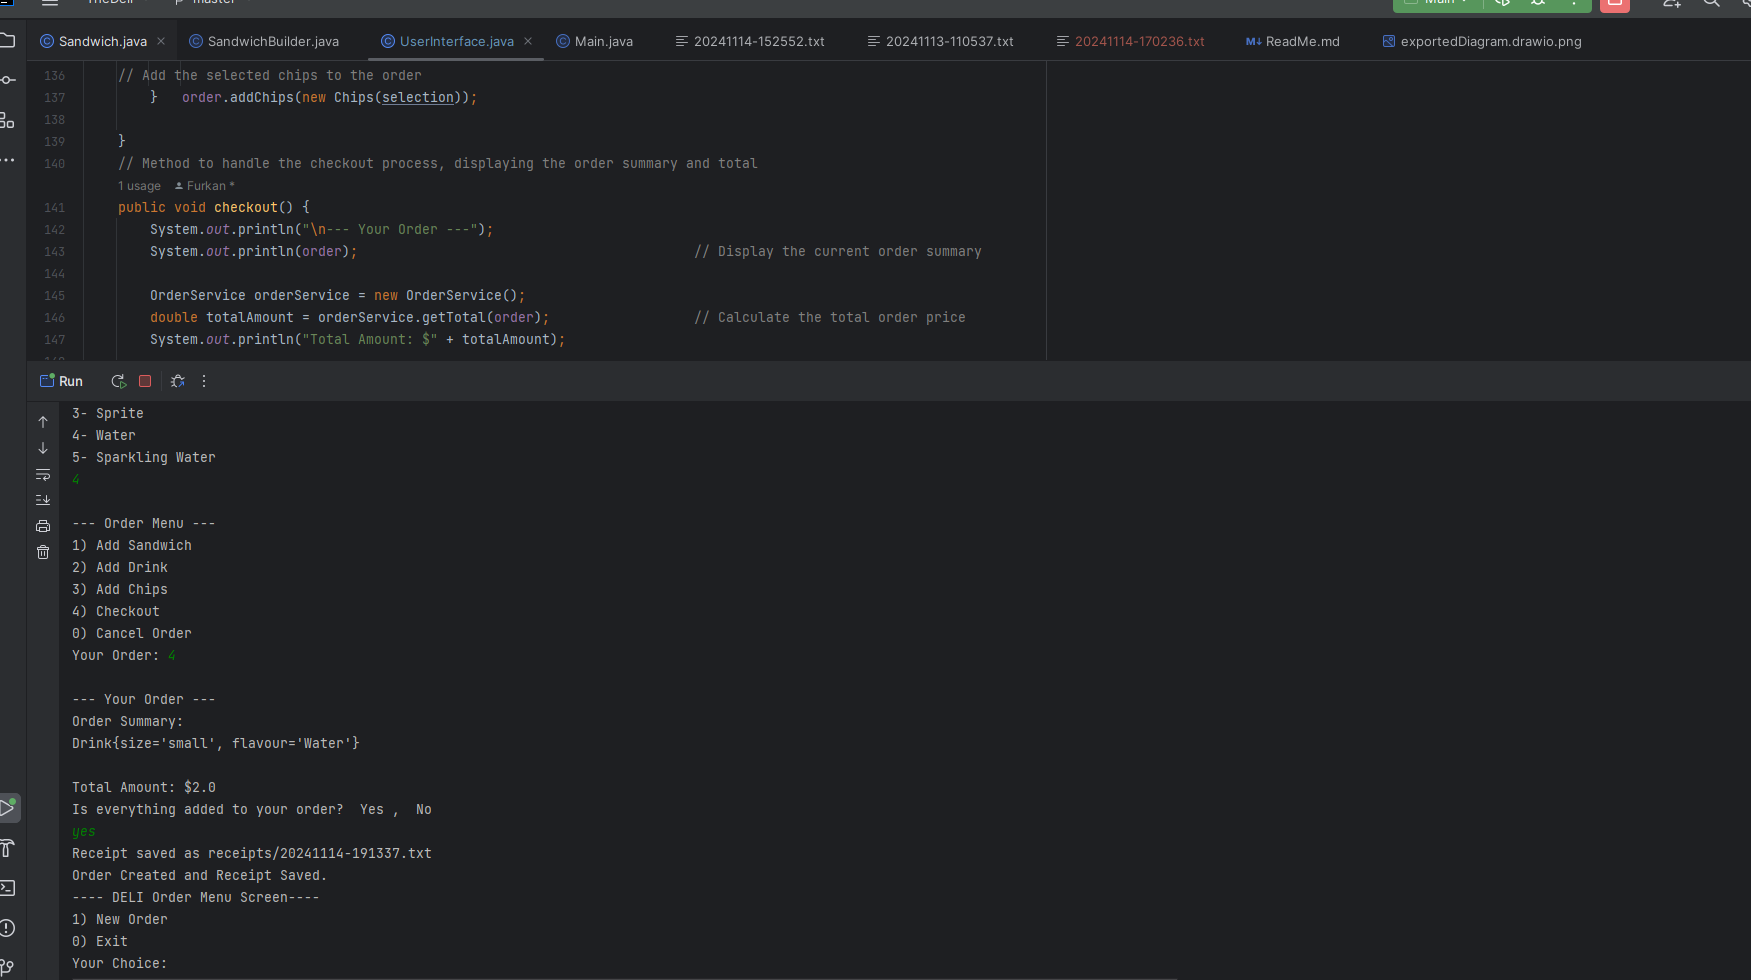 TheDeli master Main
Sandwich.java SandwichBuilder.java UserInterface.java Main.java 20241114-152552.txt 20241113-110537.txt 20241114-170236.txt M↓ ReadMe.md exportedDiagram.drawio.png
136 // Add the selected chips to the order
137 } order.addChips(new Chips(selection));
138
139 }
140 // Method to handle the checkout process, displaying the order summary and total
1 usage Furkan *
141 public void checkout() {
142 System.out.println("\n--- Your Order ---");
143 System.out.println(order); // Display the current order summary
144
145 OrderService orderService = new OrderService();
146 double totalAmount = orderService.getTotal(order); // Calculate the total order price
147 System.out.println("Total Amount: $" + totalAmount);
Run
3- Sprite
4- Water
5- Sparkling Water
4
--- Order Menu ---
1) Add Sandwich
2) Add Drink
3) Add Chips
4) Checkout
0) Cancel Order
Your Order: 4
--- Your Order ---
Order Summary:
Drink{size='small', flavour='Water'}
Total Amount: $2.0
Is everything added to your order?  Yes ,  No
yes
Receipt saved as receipts/20241114-191337.txt
Order Created and Receipt Saved.
---- DELI Order Menu Screen----
1) New Order
0) Exit
Your Choice: